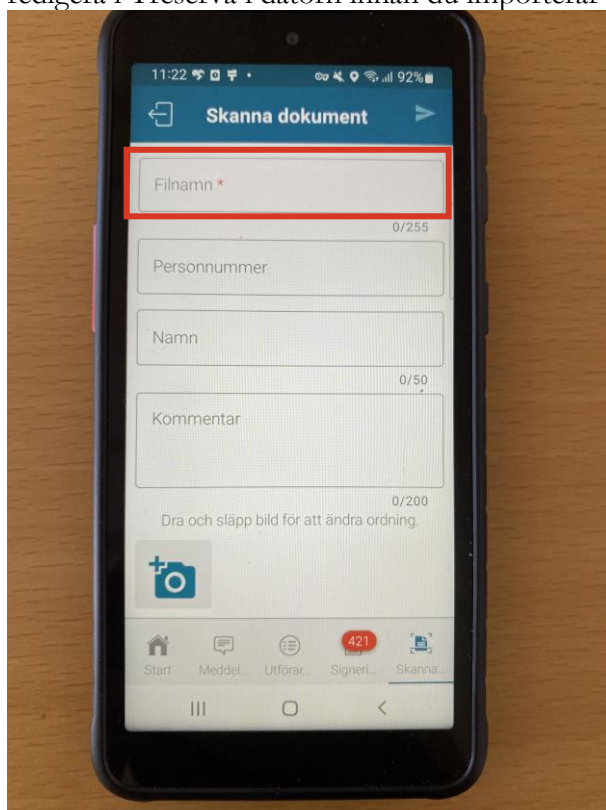 redigera i Treserva i datorn innan du importerar
11:22
92%
Skanna dokument
Filnamn *
0/255
Personnummer
Namn
0/50
Kommentar
0/200
Dra och släpp bild för att ändra ordning.
421
Start Meddel... Utförar... Signeri... Skanna...